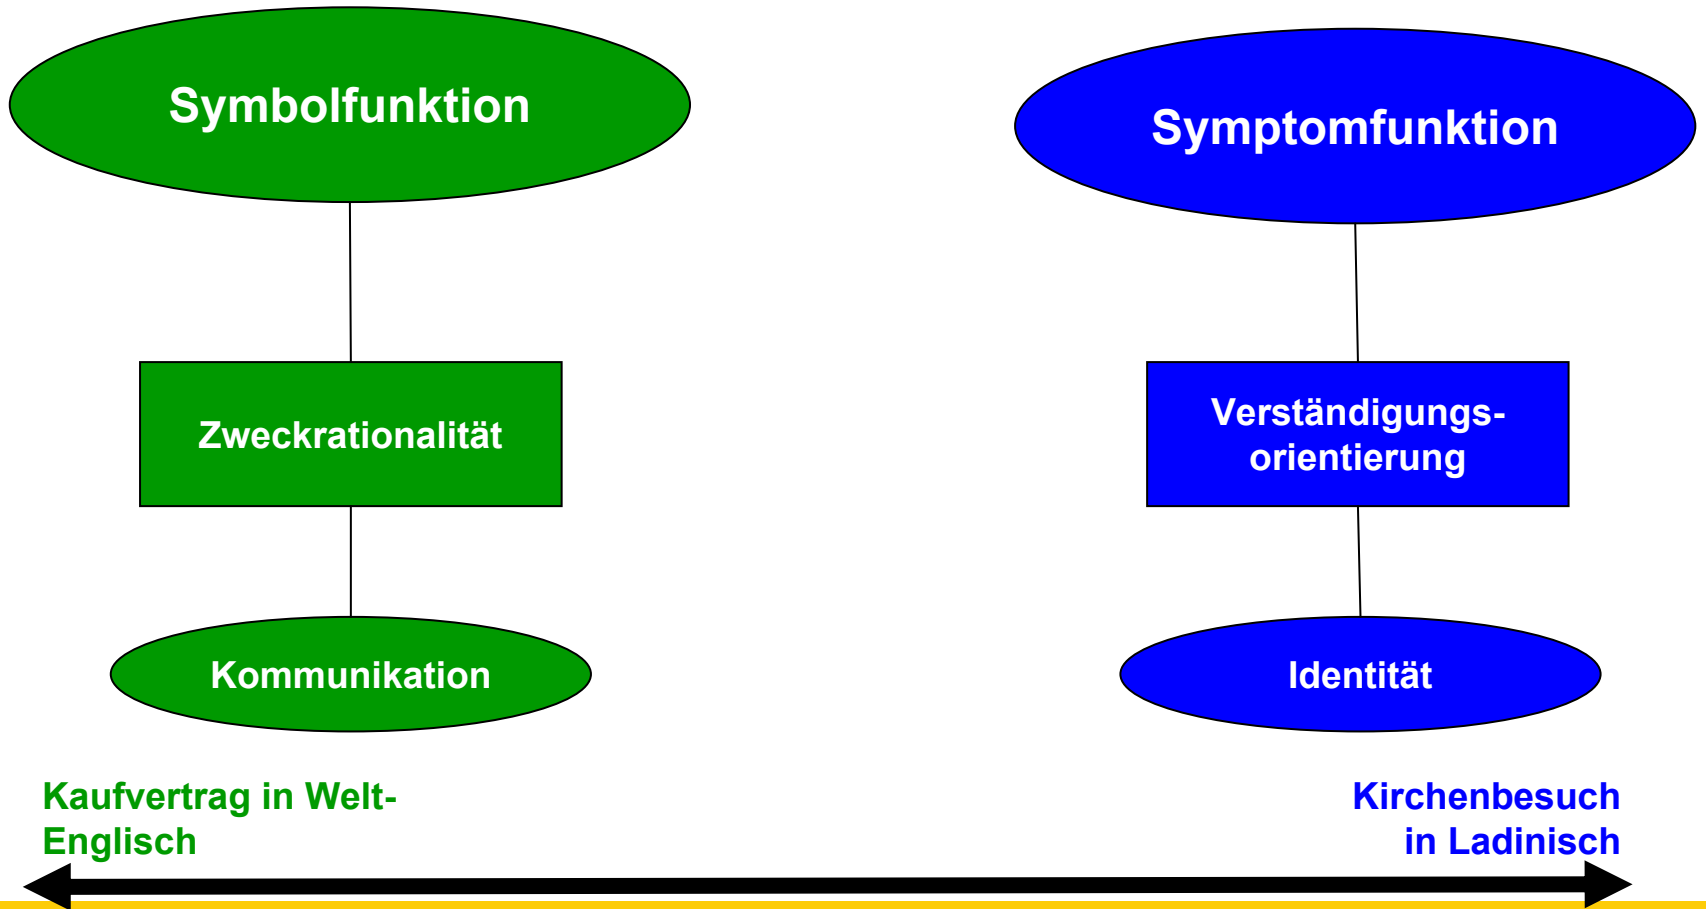 Symbolfunktion
Symptomfunktion
Zweckrationalität
Verständigungs-
orientierung
Kommunikation
Identität
Kaufvertrag in Welt-
Englisch
Kirchenbesuch
in Ladinisch